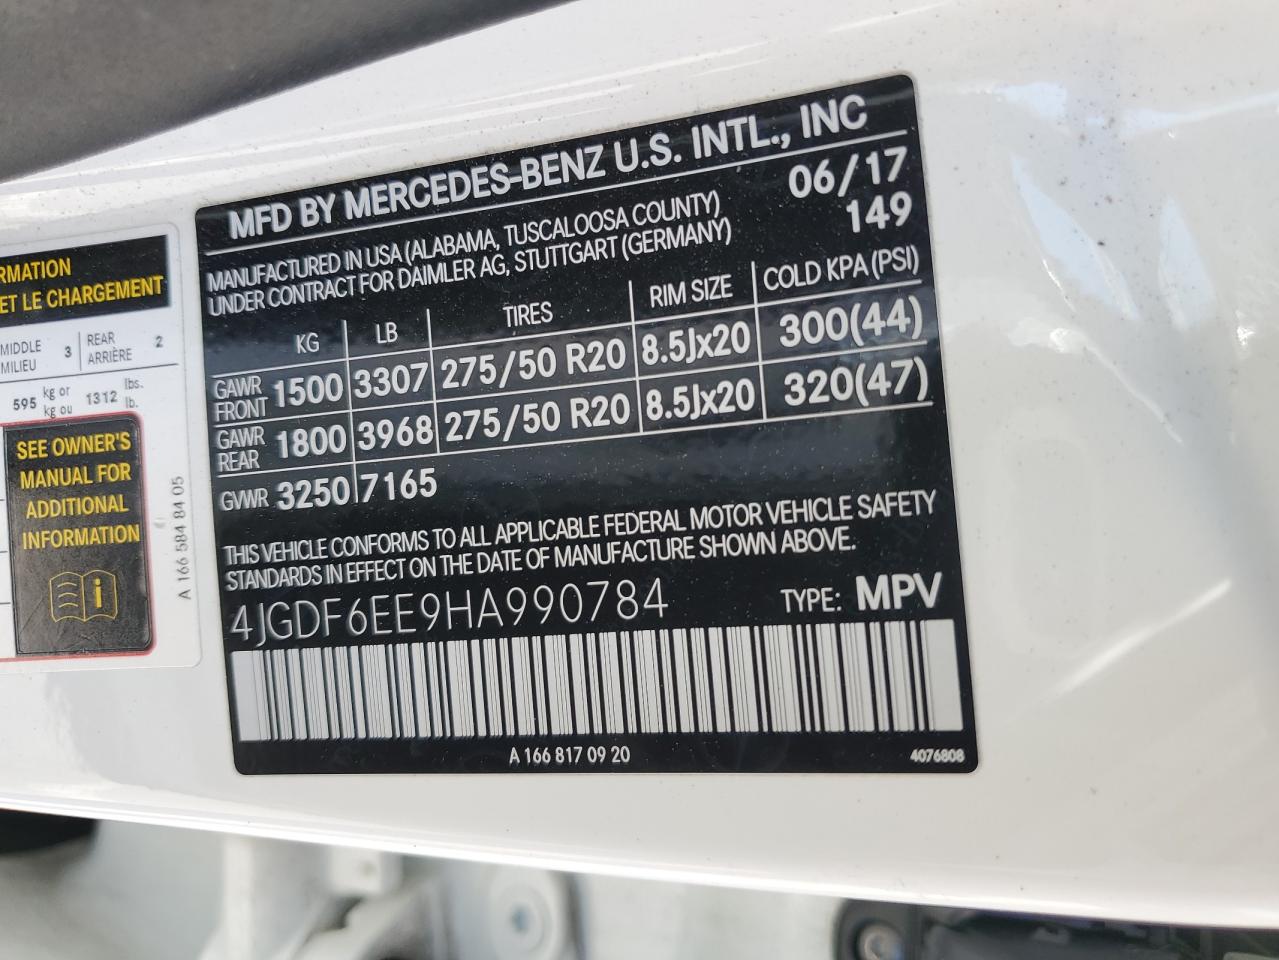 RMATION
ET LE CHARGEMENT
MIDDLE
MILIEU 3
REAR
ARRIÈRE 2
595 kg or
kg ou 1312 lbs.
lb.
SEE OWNER'S
MANUAL FOR
ADDITIONAL
INFORMATION
A 166 584 84 05
MFD BY MERCEDES-BENZ U.S. INTL., INC
MANUFACTURED IN USA (ALABAMA, TUSCALOOSA COUNTY) 06/17
UNDER CONTRACT FOR DAIMLER AG, STUTTGART (GERMANY) 149
KG LB TIRES RIM SIZE COLD KPA (PSI)
GAWR
FRONT 1500 3307 275/50 R20 8.5Jx20 300(44)
GAWR
REAR 1800 3968 275/50 R20 8.5Jx20 320(47)
GVWR 3250 7165
THIS VEHICLE CONFORMS TO ALL APPLICABLE FEDERAL MOTOR VEHICLE SAFETY
STANDARDS IN EFFECT ON THE DATE OF MANUFACTURE SHOWN ABOVE.
4JGDF6EE9HA990784 TYPE: MPV
A 166 817 09 20 4076808